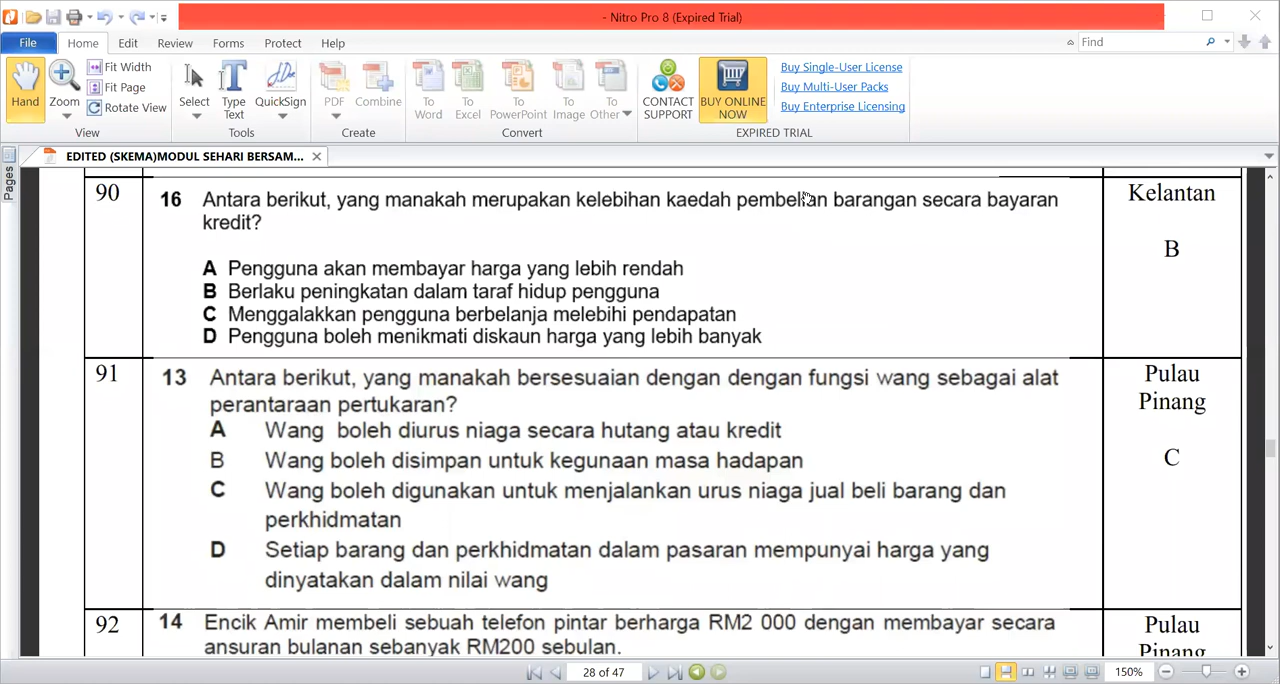 - Nitro Pro 8 (Expired Trial)
File Home Edit Review Forms Protect Help
Find
Hand
Zoom
Fit Width
Fit Page
Rotate View
View
Select
Type Text
QuickSign
Tools
PDF
Combine
Create
To Word
To Excel
To PowerPoint
To Image
To Other
Convert
CONTACT SUPPORT
BUY ONLINE NOW
Buy Single-User License
Buy Multi-User Packs
Buy Enterprise Licensing
EXPIRED TRIAL
EDITED (SKEMA)MODUL SEHARI BERSAM...
Pages
90
16 Antara berikut, yang manakah merupakan kelebihan kaedah pembelian barangan secara bayaran
kredit?
A Pengguna akan membayar harga yang lebih rendah
B Berlaku peningkatan dalam taraf hidup pengguna
C Menggalakkan pengguna berbelanja melebihi pendapatan
D Pengguna boleh menikmati diskaun harga yang lebih banyak
Kelantan
B
91
13 Antara berikut, yang manakah bersesuaian dengan dengan fungsi wang sebagai alat
perantaraan pertukaran?
A Wang boleh diurus niaga secara hutang atau kredit
B Wang boleh disimpan untuk kegunaan masa hadapan
C Wang boleh digunakan untuk menjalankan urus niaga jual beli barang dan
perkhidmatan
D Setiap barang dan perkhidmatan dalam pasaran mempunyai harga yang
dinyatakan dalam nilai wang
Pulau
Pinang
C
92
14 Encik Amir membeli sebuah telefon pintar berharga RM2 000 dengan membayar secara
ansuran bulanan sebanyak RM200 sebulan.
Pulau
Pinang
28 of 47
150%